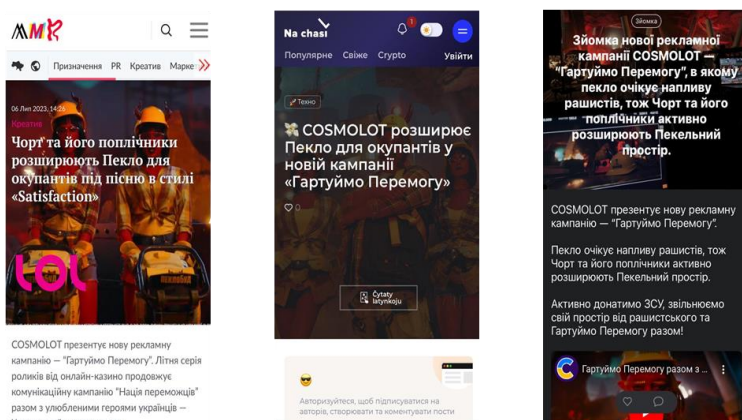 MMR
Призначення PR Креатив Марке
06 Лип 2023, 14:26
Креатив
Чорт та його поплічники
розширюють Пекло для
окупантів під пісню в стилі
«Satisfaction»
LOL
COSMOLOT презентує нову рекламну
кампанію — “Гартуймо Перемогу”. Літня серія
роликів від онлайн-казино продовжує
комунікаційну кампанію “Нація переможців”
разом з улюбленими героями українців —
Na chasi
1
Популярне Свіже Crypto Увійти
Техно
COSMOLOT розширює
Пекло для окупантів у
новій кампанії
«Гартуймо Перемогу»
0
Čytaty
latynkoju
Авторизуйтеся, щоб підписуватися на
авторів, створювати та коментувати пости
Зйомка
Зйомка нової рекламної
кампанії COSMOLOT —
“Гартуймо Перемогу”, в якому
пекло очікує напливу
рашистів, тож Чорт та його
поплічники активно
розширюють Пекельний
простір.
COSMOLOT презентує нову рекламну
кампанію — “Гартуймо Перемогу”.
Пекло очікує напливу рашистів, тож
Чорт та його поплічники активно
розширюють Пекельний простір.
Активно донатимо ЗСУ, звільнюємо
свій простір від рашистського та
Гартуймо Перемогу разом!
Гартуймо Перемогу разом з ...